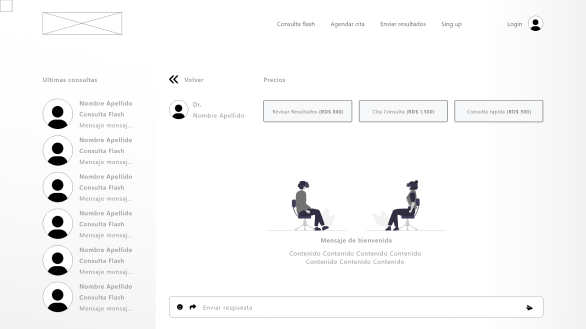 Consulta flash
Agendar cita
Enviar resultados
Sing up
Login
Ultimas consultas
Nombre Apellido
Consulta Flash
Mensaje mensaj...
Nombre Apellido
Consulta Flash
Mensaje mensaj...
Nombre Apellido
Consulta Flash
Mensaje mensaj...
Nombre Apellido
Consulta Flash
Mensaje mensaj...
Nombre Apellido
Consulta Flash
Mensaje mensaj...
Nombre Apellido
Consulta Flash
Mensaje mensaj...
Volver
Precios
Dr.
Nombre Apellido
Revisar Resultados (RD$ 800)
Cita Consulta (RD$ 1,500)
Consulta rapida (RD$ 500)
Mensaje de bienvenida
Contenido Contenido Contenido Contenido
Contenido Contenido Contenido
Enviar respuesta